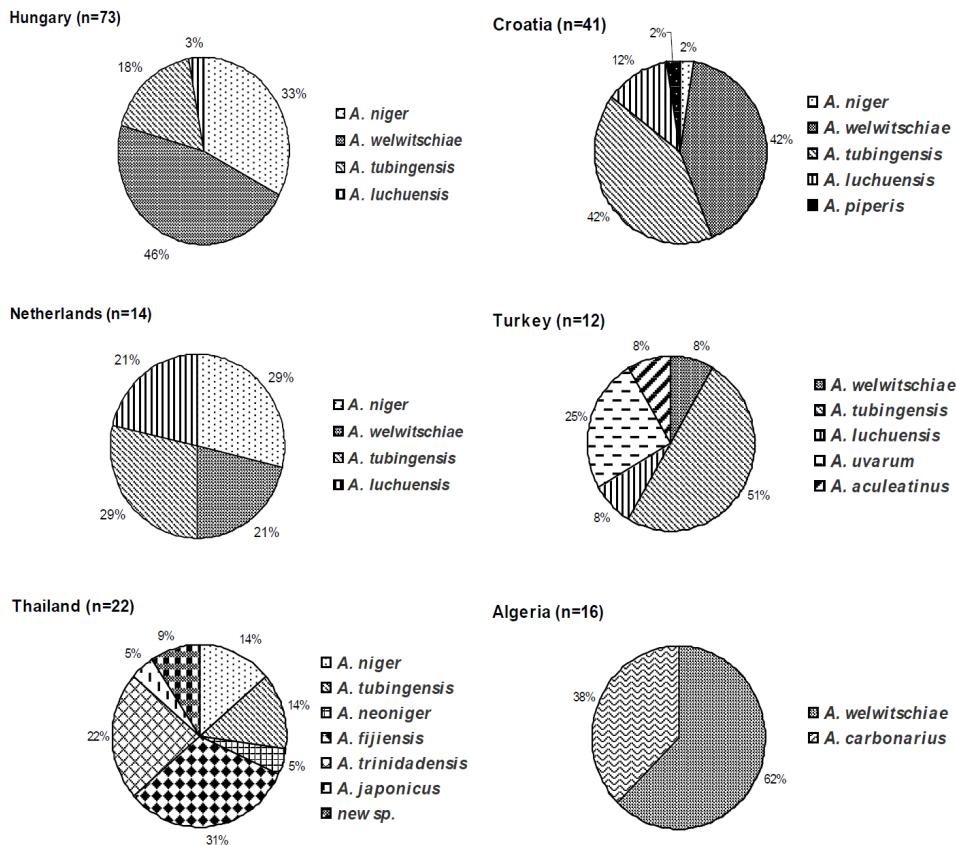 Hungary (n=73)
3%
18%
33%
46%
A. niger
A. welwitschiae
A. tubingensis
A. luchuensis
Croatia (n=41)
2%
2%
12%
42%
42%
A. niger
A. welwitschiae
A. tubingensis
A. luchuensis
A. piperis
Netherlands (n=14)
21%
29%
29%
21%
A. niger
A. welwitschiae
A. tubingensis
A. luchuensis
Turkey (n=12)
8%
8%
25%
51%
8%
A. welwitschiae
A. tubingensis
A. luchuensis
A. uvarum
A. aculeatinus
Thailand (n=22)
9%
14%
5%
14%
22%
5%
31%
A. niger
A. tubingensis
A. neoniger
A. fijiensis
A. trinidadensis
A. japonicus
new sp.
Algeria (n=16)
38%
62%
A. welwitschiae
A. carbonarius